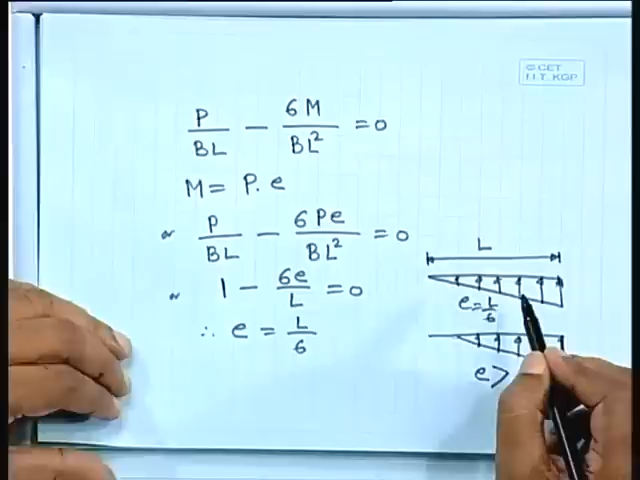 © CET
I.I.T. KGP
P/BL − 6M/BL² = 0
M = P. e
or P/BL − 6Pe/BL² = 0
or 1 − 6e/L = 0
∴ e = L/6
L
e = L/6
e >